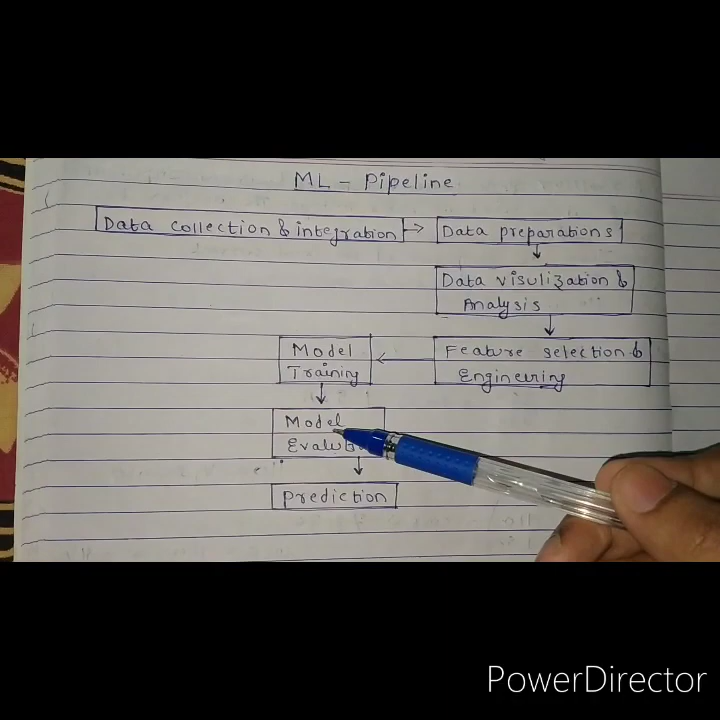 ML - Pipeline
Data collection & integration → Data preparations
Data visulization &
Analysis
Feature selection &
Engineering
Model
Training
Model
Prediction
PowerDirector